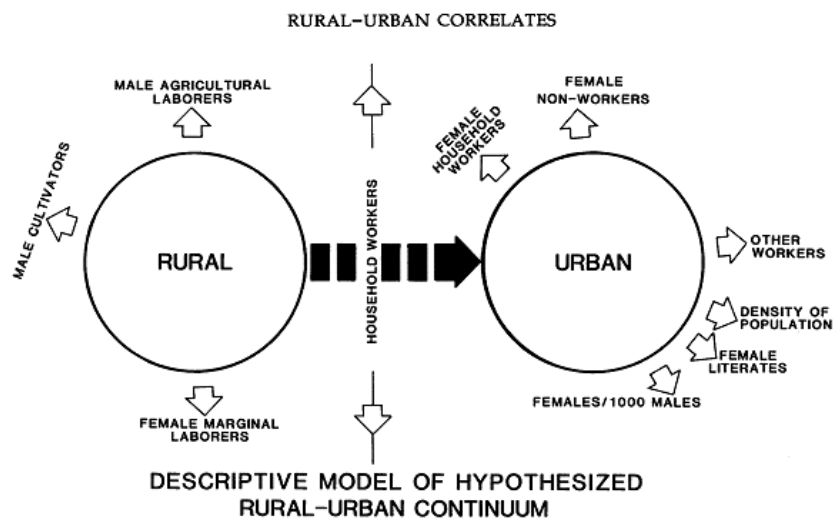 RURAL-URBAN CORRELATES
MALE AGRICULTURAL
LABORERS
MALE CULTIVATORS
RURAL
FEMALE MARGINAL
LABORERS
HOUSEHOLD WORKERS
FEMALE
HOUSEHOLD
WORKERS
FEMALE
NON-WORKERS
URBAN
OTHER
WORKERS
DENSITY OF
POPULATION
FEMALE
LITERATES
FEMALES/1000 MALES
DESCRIPTIVE MODEL OF HYPOTHESIZED
RURAL-URBAN CONTINUUM